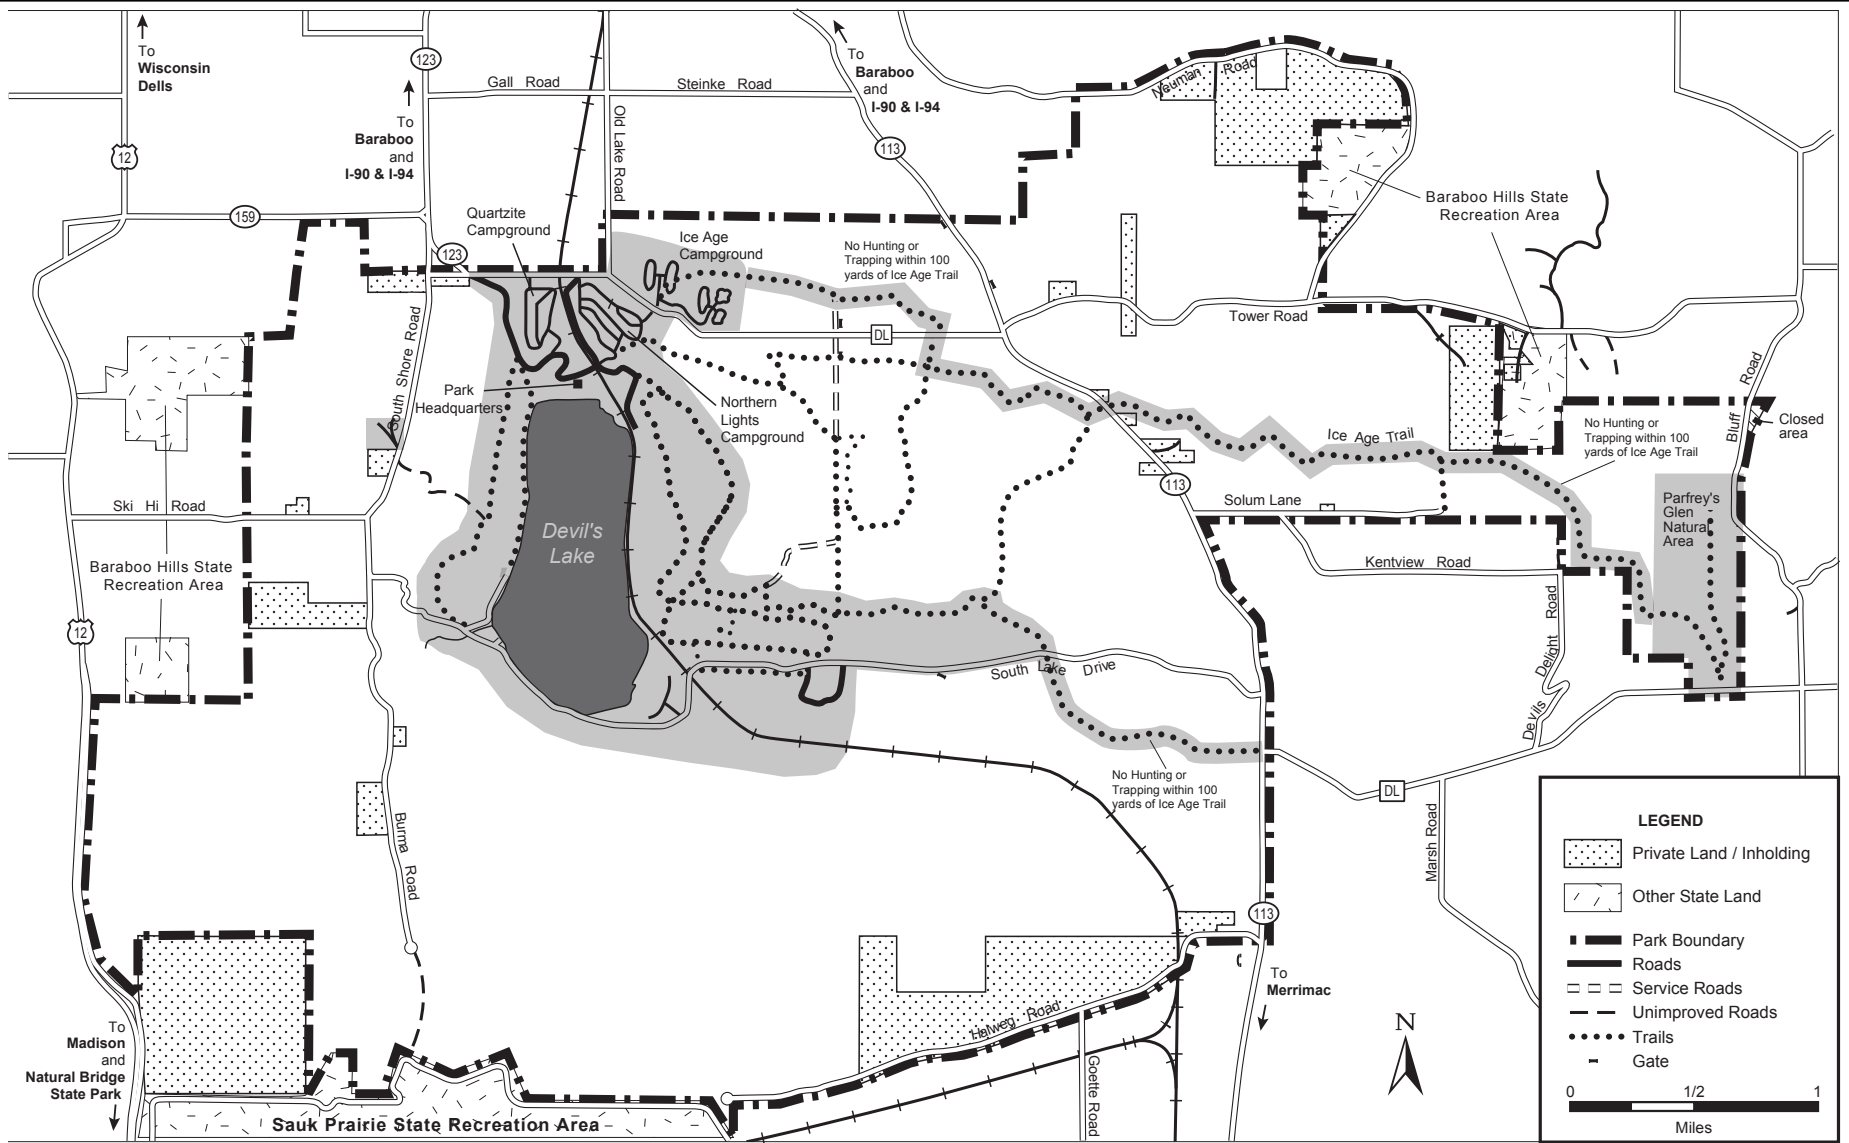 To
Wisconsin
Dells
123
To
Baraboo
and
I-90 & I-94
Gall Road
Steinke Road
Old Lake Road
To
Baraboo
and
I-90 & I-94
113
Neuman Road
12
159
123
Quartzite
Campground
Ice Age
Campground
No Hunting or
Trapping within 100
yards of Ice Age Trail
Baraboo Hills State
Recreation Area
Tower Road
DL
South Shore Road
Park
Headquarters
Northern
Lights
Campground
Bluff Road
Closed
area
Ice Age Trail
No Hunting or
Trapping within 100
yards of Ice Age Trail
113
Solum Lane
Parfrey's
Glen
Natural
Area
Ski Hi Road
Devil's
Lake
Baraboo Hills State
Recreation Area
Kentview Road
12
Devils Delight Road
South Lake Drive
No Hunting or
Trapping within 100
yards of Ice Age Trail
DL
Burma Road
Marsh Road
113
To
Merrimac
Halweg Road
Goette Road
To
Madison
and
Natural Bridge
State Park
Sauk Prairie State Recreation Area
N
LEGEND
Private Land / Inholding
Other State Land
Park Boundary
Roads
Service Roads
Unimproved Roads
Trails
Gate
0 1/2 1
Miles